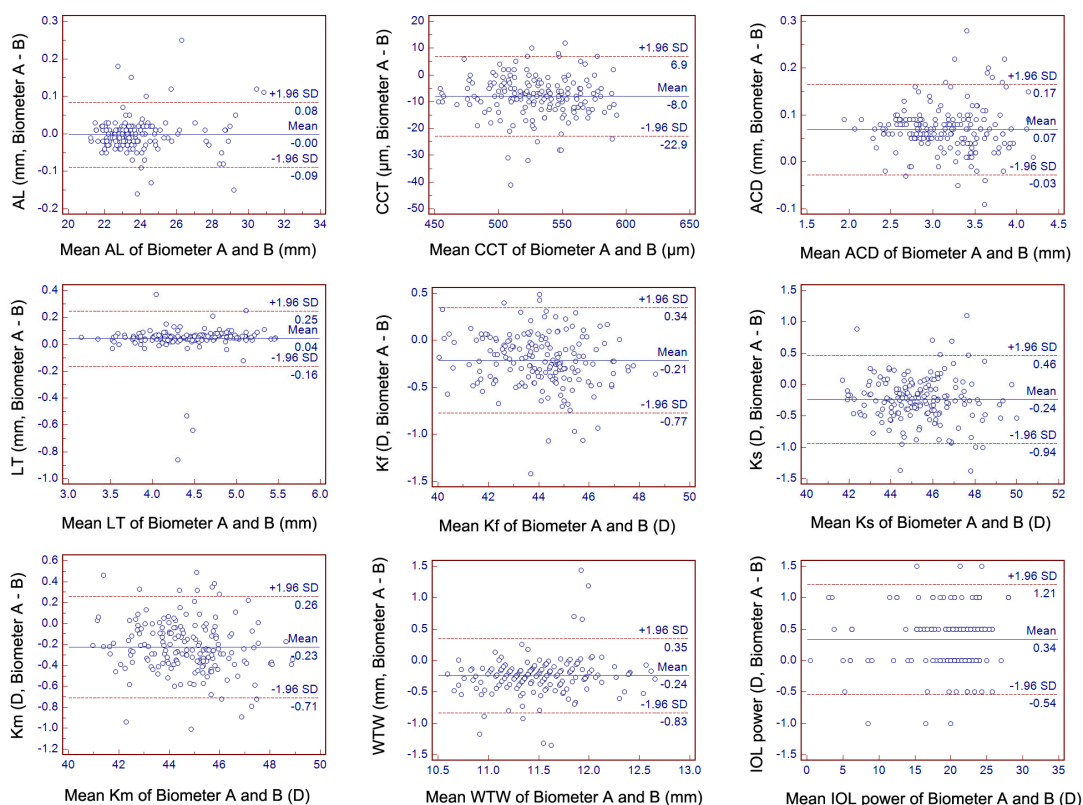 AL (mm, Biometer A - B)
0.3
0.2
0.1
0.0
-0.1
-0.2
+1.96 SD
0.08
Mean
-0.00
-1.96 SD
-0.09
20 22 24 26 28 30 32 34
Mean AL of Biometer A and B (mm)
CCT (µm, Biometer A - B)
20
10
0
-10
-20
-30
-40
-50
+1.96 SD
6.9
Mean
-8.0
-1.96 SD
-22.9
450 500 550 600 650
Mean CCT of Biometer A and B (µm)
ACD (mm, Biometer A - B)
0.3
0.2
0.1
0.0
-0.1
+1.96 SD
0.17
Mean
0.07
-1.96 SD
-0.03
1.5 2.0 2.5 3.0 3.5 4.0 4.5
Mean ACD of Biometer A and B (mm)
LT (mm, Biometer A - B)
0.4
0.2
0.0
-0.2
-0.4
-0.6
-0.8
-1.0
+1.96 SD
0.25
Mean
0.04
-1.96 SD
-0.16
3.0 3.5 4.0 4.5 5.0 5.5 6.0
Mean LT of Biometer A and B (mm)
Kf (D, Biometer A - B)
0.5
0.0
-0.5
-1.0
-1.5
+1.96 SD
0.34
Mean
-0.21
-1.96 SD
-0.77
40 42 44 46 48 50
Mean Kf of Biometer A and B (D)
Ks (D, Biometer A - B)
1.5
1.0
0.5
0.0
-0.5
-1.0
-1.5
+1.96 SD
0.46
Mean
-0.24
-1.96 SD
-0.94
40 42 44 46 48 50 52
Mean Ks of Biometer A and B (D)
Km (D, Biometer A - B)
0.6
0.4
0.2
0.0
-0.2
-0.4
-0.6
-0.8
-1.0
-1.2
+1.96 SD
0.26
Mean
-0.23
-1.96 SD
-0.71
40 42 44 46 48 50
Mean Km of Biometer A and B (D)
WTW (mm, Biometer A - B)
1.5
1.0
0.5
0.0
-0.5
-1.0
-1.5
+1.96 SD
0.35
Mean
-0.24
-1.96 SD
-0.83
10.5 11.0 11.5 12.0 12.5 13.0
Mean WTW of Biometer A and B (mm)
IOL power (D, Biometer A - B)
1.5
1.0
0.5
0.0
-0.5
-1.0
-1.5
+1.96 SD
1.21
Mean
0.34
-1.96 SD
-0.54
0 5 10 15 20 25 30 35
Mean IOL power of Biometer A and B (D)